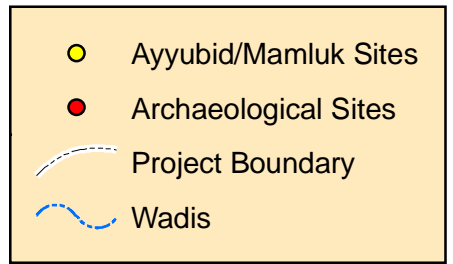 Ayyubid/Mamluk Sites
Archaeological Sites
Project Boundary
Wadis